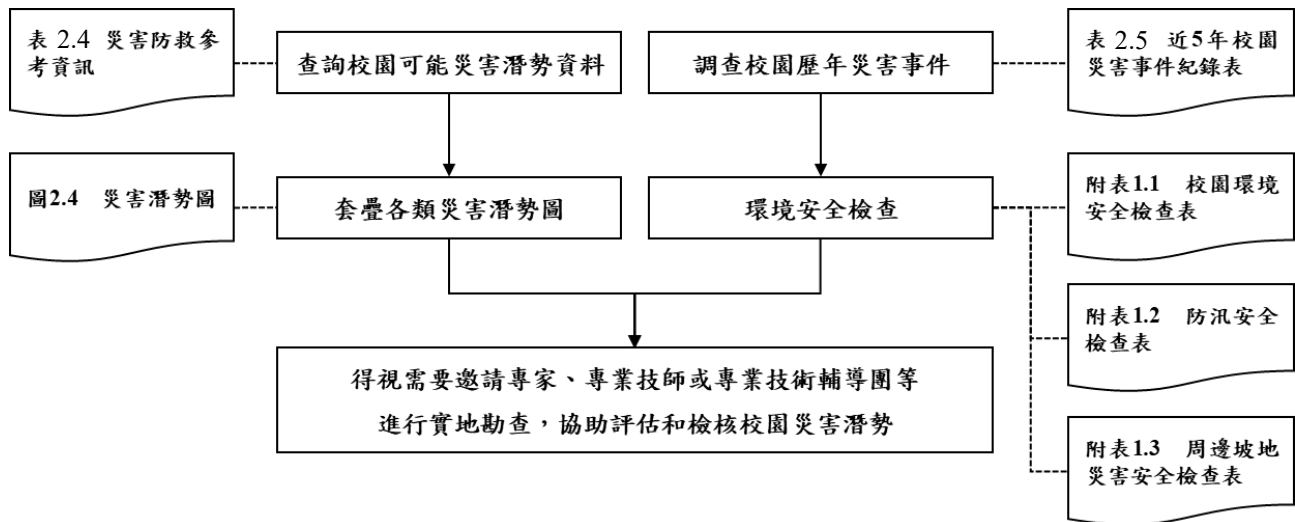 表 2.4 災害防救參
考資訊
查詢校園可能災害潛勢資料
調查校園歷年災害事件
表 2.5 近5年校園
災害事件紀錄表
圖2.4 災害潛勢圖
套疊各類災害潛勢圖
環境安全檢查
附表1.1 校園環境
安全檢查表
附表1.2 防汛安全
檢查表
得視需要邀請專家、專業技師或專業技術輔導團等
進行實地勘查，協助評估和檢核校園災害潛勢
附表1.3 周邊坡地
災害安全檢查表